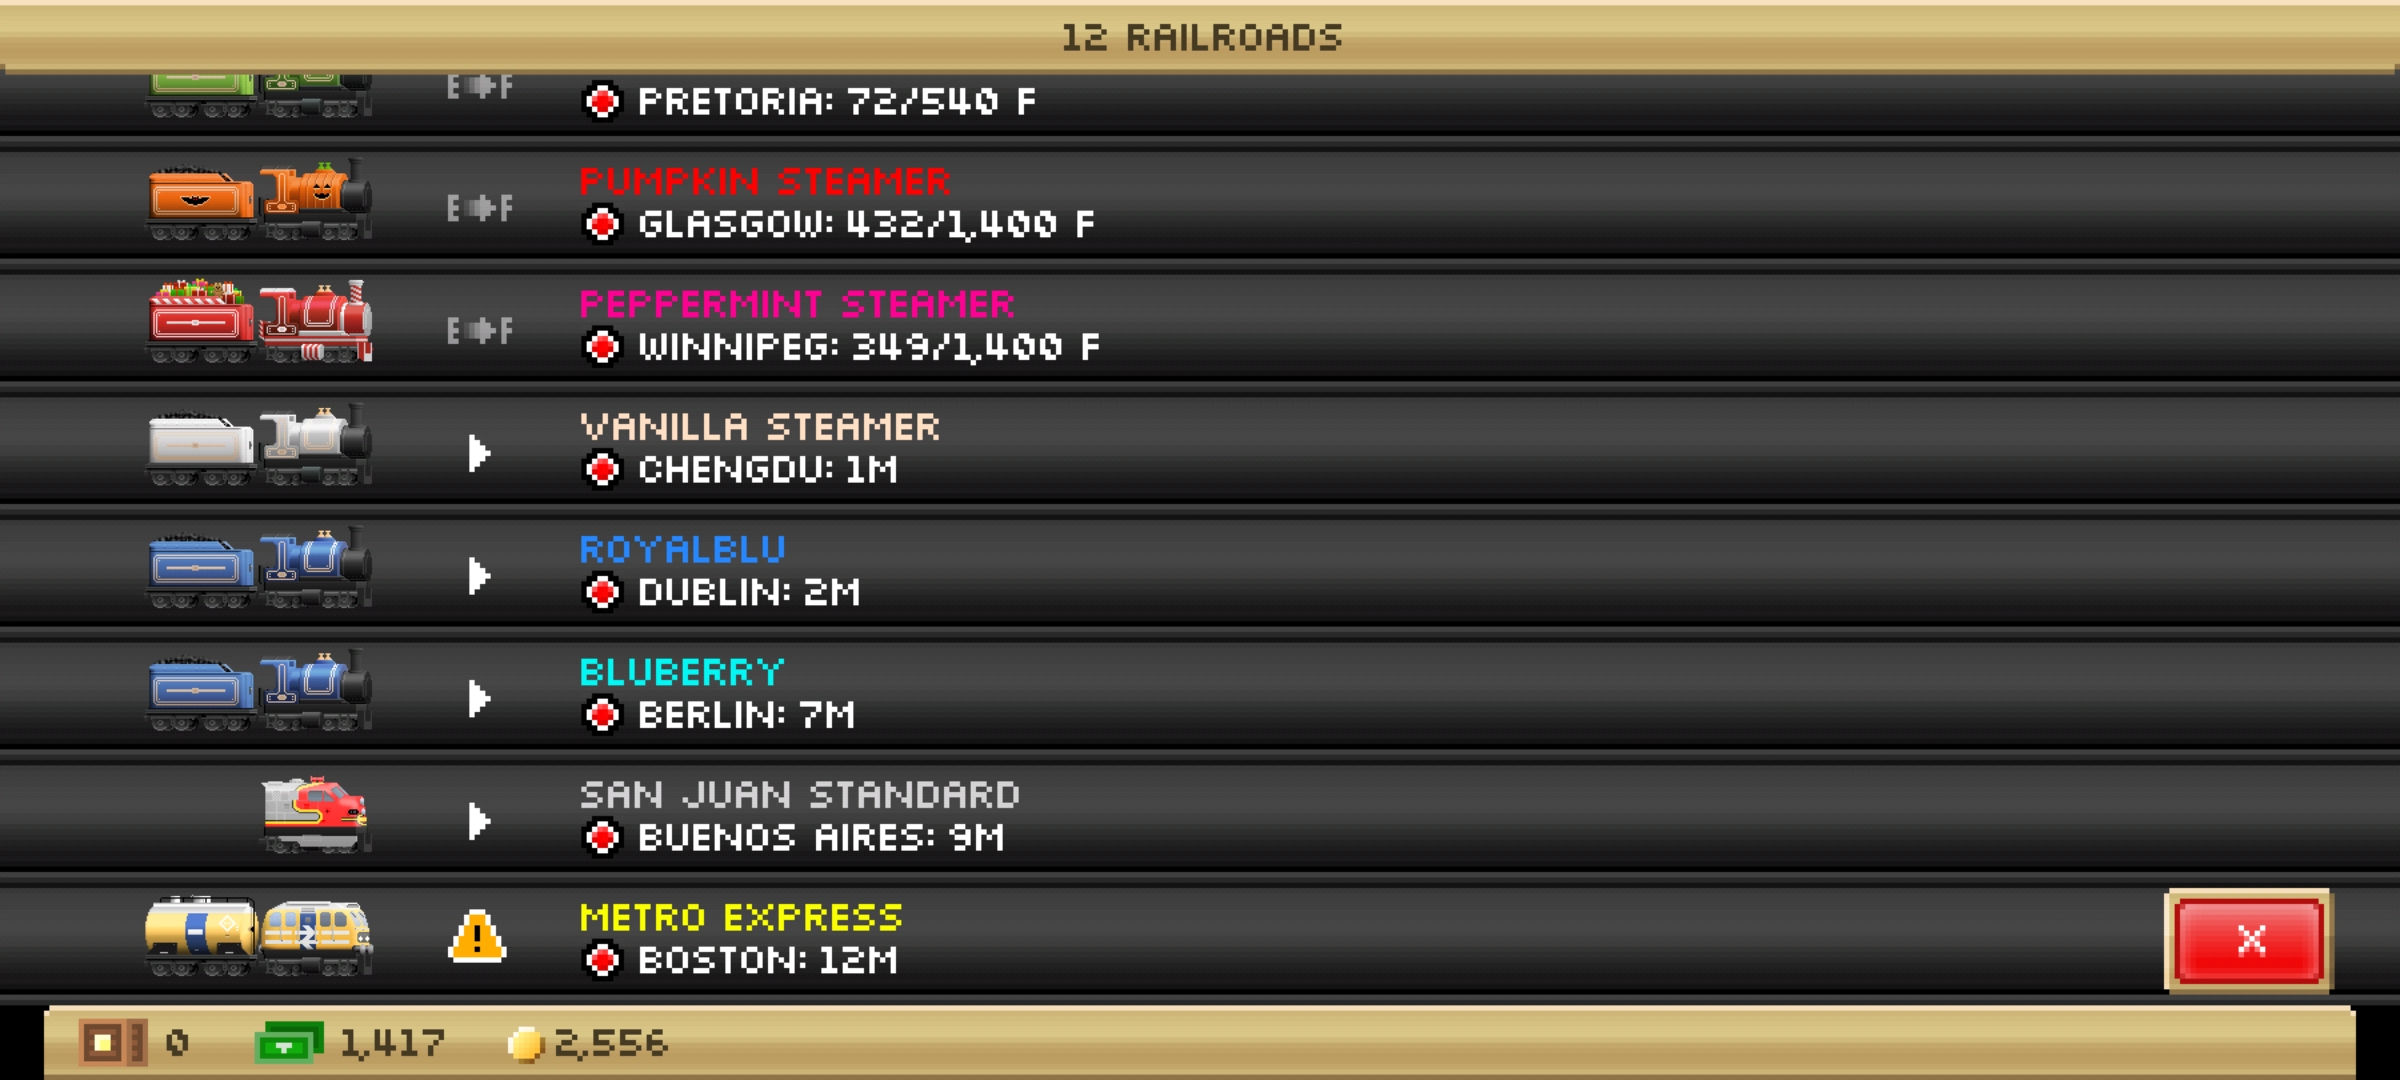 12 RAILROADS
E F
PRETORIA: 72/540 F
PUMPKIN STEAMER
E F
GLASGOW: 432/1,400 F
PEPPERMINT STEAMER
E F
WINNIPEG: 349/1,400 F
VANILLA STEAMER
CHENGDU: 1M
ROYALBLU
DUBLIN: 2M
BLUBERRY
BERLIN: 7M
SAN JUAN STANDARD
BUENOS AIRES: 9M
METRO EXPRESS
!
BOSTON: 12M
X
0 1,417 2,556